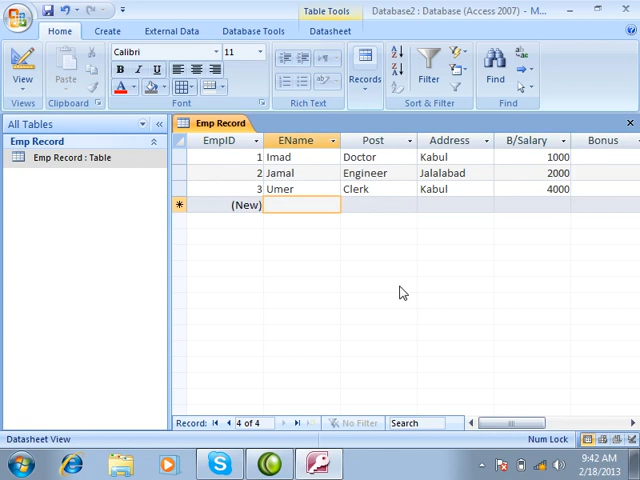 Table Tools
Database2 : Database (Access 2007) - M...
Home Create External Data Database Tools Datasheet
View
Paste
Calibri 11
B I U
A
ab
Records
Filter
Find
Views Clipboard Font Rich Text Sort & Filter Find
All Tables
Emp Record
Emp Record : Table
Emp Record
EmpID EName Post Address B/Salary Bonus
1 Imad Doctor Kabul 1000
2 Jamal Engineer Jalalabad 2000
3 Umer Clerk Kabul 4000
(New)
Record: 4 of 4 No Filter Search
Datasheet View Num Lock
9:42 AM
2/18/2013